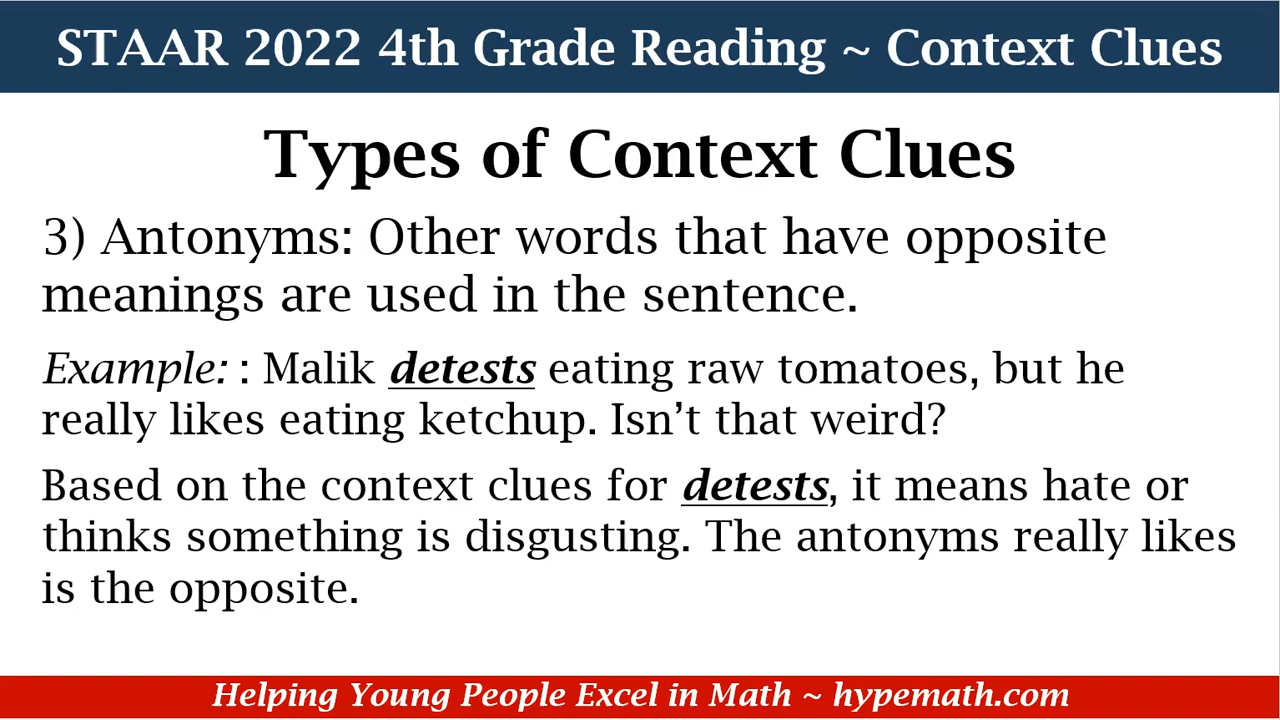 STAAR 2022 4th Grade Reading ~ Context Clues
Types of Context Clues
3) Antonyms: Other words that have opposite
meanings are used in the sentence.
Example: : Malik detests eating raw tomatoes, but he
really likes eating ketchup. Isn’t that weird?
Based on the context clues for detests, it means hate or
thinks something is disgusting. The antonyms really likes
is the opposite.
Helping Young People Excel in Math ~ hypemath.com